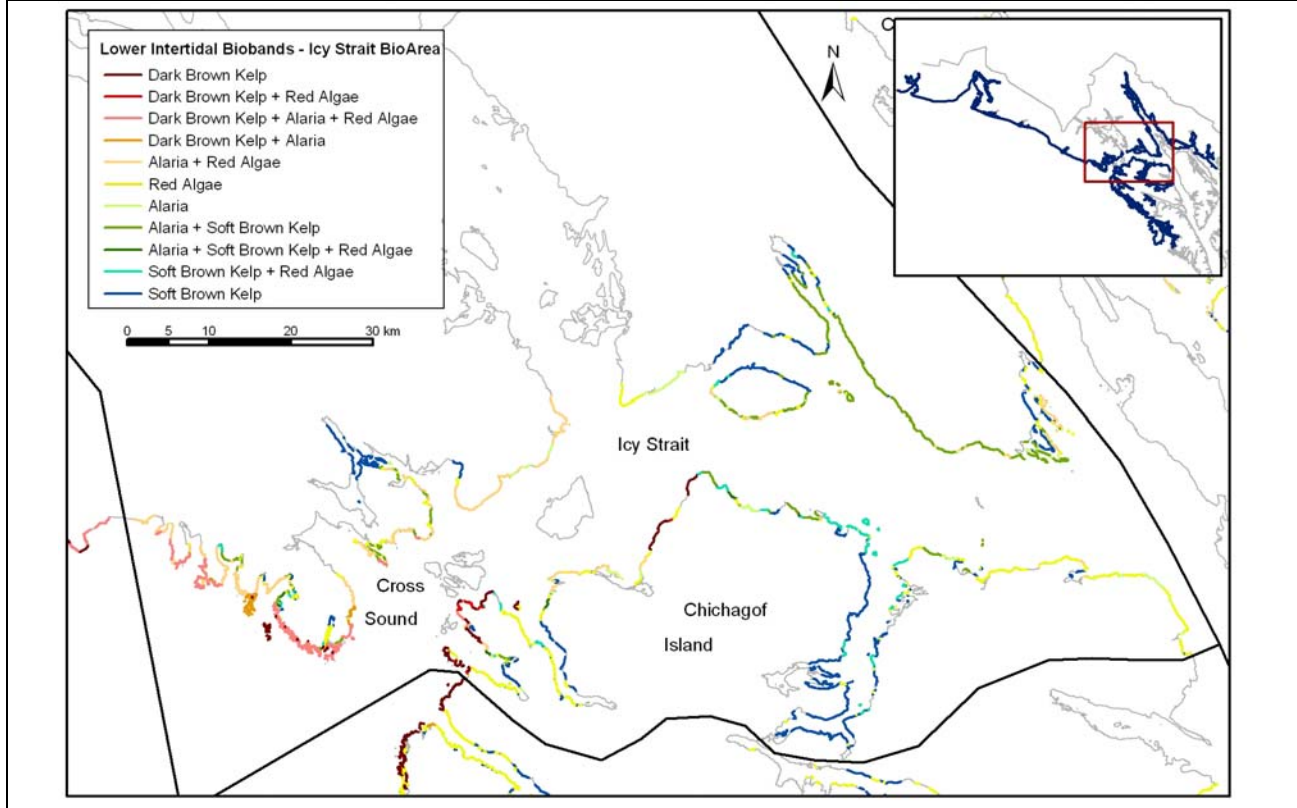 Lower Intertidal Biobands - Icy Strait BioArea
Dark Brown Kelp
Dark Brown Kelp + Red Algae
Dark Brown Kelp + Alaria + Red Algae
Dark Brown Kelp + Alaria
Alaria + Red Algae
Red Algae
Alaria
Alaria + Soft Brown Kelp
Alaria + Soft Brown Kelp + Red Algae
Soft Brown Kelp + Red Algae
Soft Brown Kelp
0 5 10 20 30 km
N
Icy Strait
Cross
Sound
Chichagof
Island